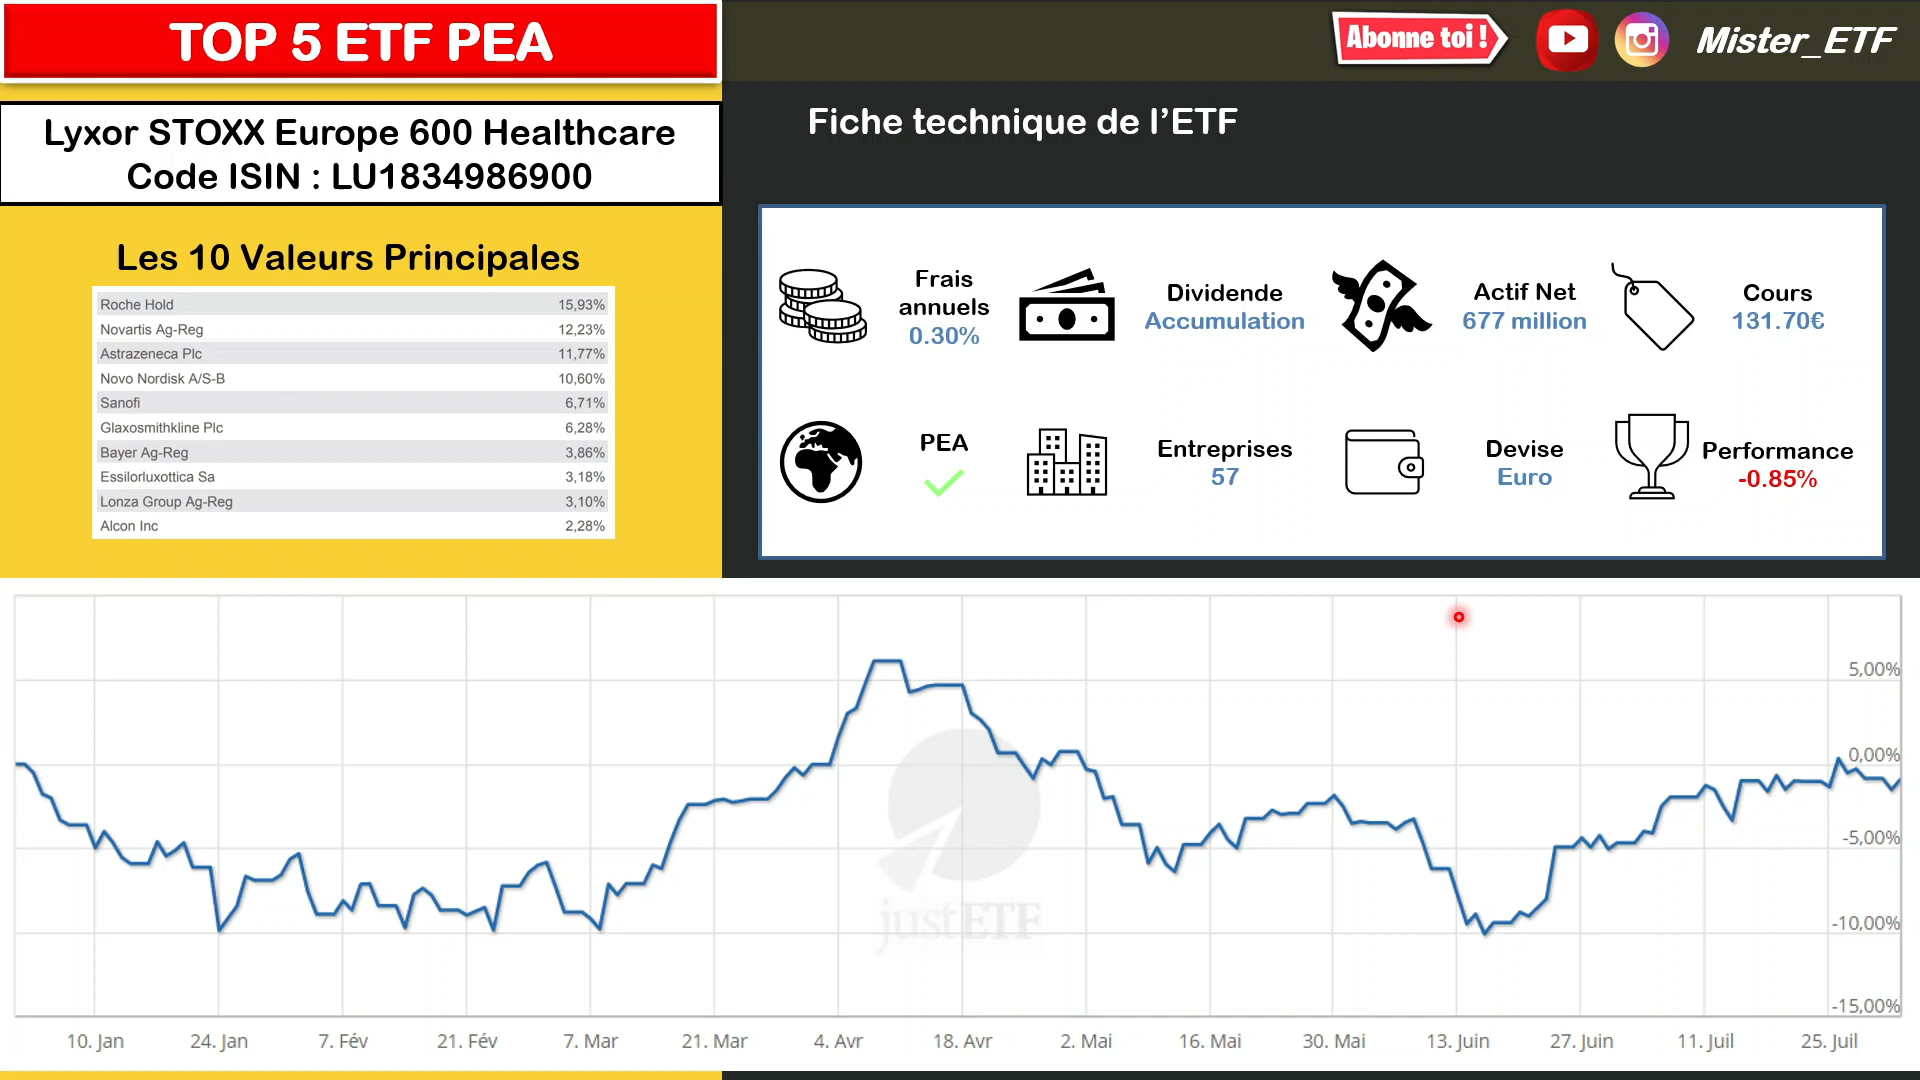 TOP 5 ETF PEA
Abonne toi !
Mister_ETF
Lyxor STOXX Europe 600 Healthcare
Code ISIN : LU1834986900
Fiche technique de l’ETF
Les 10 Valeurs Principales
Roche Hold 15,93%
Novartis Ag-Reg 12,23%
Astrazeneca Plc 11,77%
Novo Nordisk A/S-B 10,60%
Sanofi 6,71%
Glaxosmithkline Plc 6,28%
Bayer Ag-Reg 3,86%
Essilorluxottica Sa 3,18%
Lonza Group Ag-Reg 3,10%
Alcon Inc 2,28%
Frais
annuels
0.30%
Dividende
Accumulation
Actif Net
677 million
Cours
131.70€
PEA
Entreprises
57
Devise
Euro
Performance
-0.85%
5,00%
0,00%
-5,00%
-10,00%
-15,00%
justETF
10. Jan 24. Jan 7. Fév 21. Fév 7. Mar 21. Mar 4. Avr 18. Avr 2. Mai 16. Mai 30. Mai 13. Juin 27. Juin 11. Juil 25. Juil